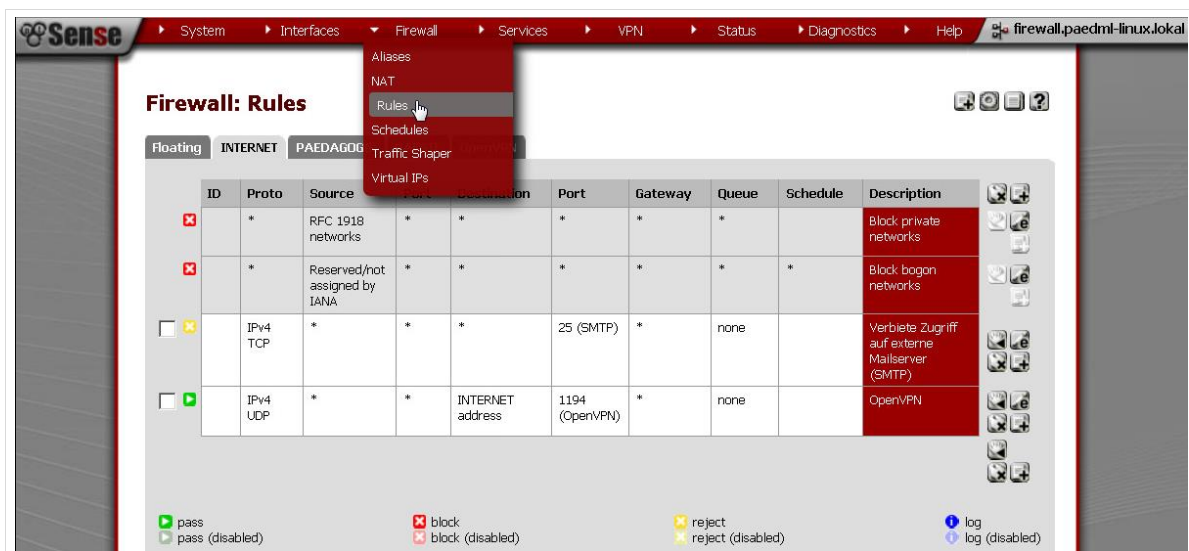 Sense
System Interfaces Firewall Services VPN Status Diagnostics Help
firewall.paedml-linux.lokal
Aliases
NAT
Rules
Schedules
Traffic Shaper
Virtual IPs
Firewall: Rules
Floating INTERNET PAEDAGOG
ID Proto Source Port Destination Port Gateway Queue Schedule Description
* RFC 1918 networks * * * * * Block private networks
* Reserved/not assigned by IANA * * * * * * Block bogon networks
IPv4 TCP * * * 25 (SMTP) * none Verbiete Zugriff auf externe Mailserver (SMTP)
IPv4 UDP * * INTERNET address 1194 (OpenVPN) * none OpenVPN
pass block reject log
pass (disabled) block (disabled) reject (disabled) log (disabled)